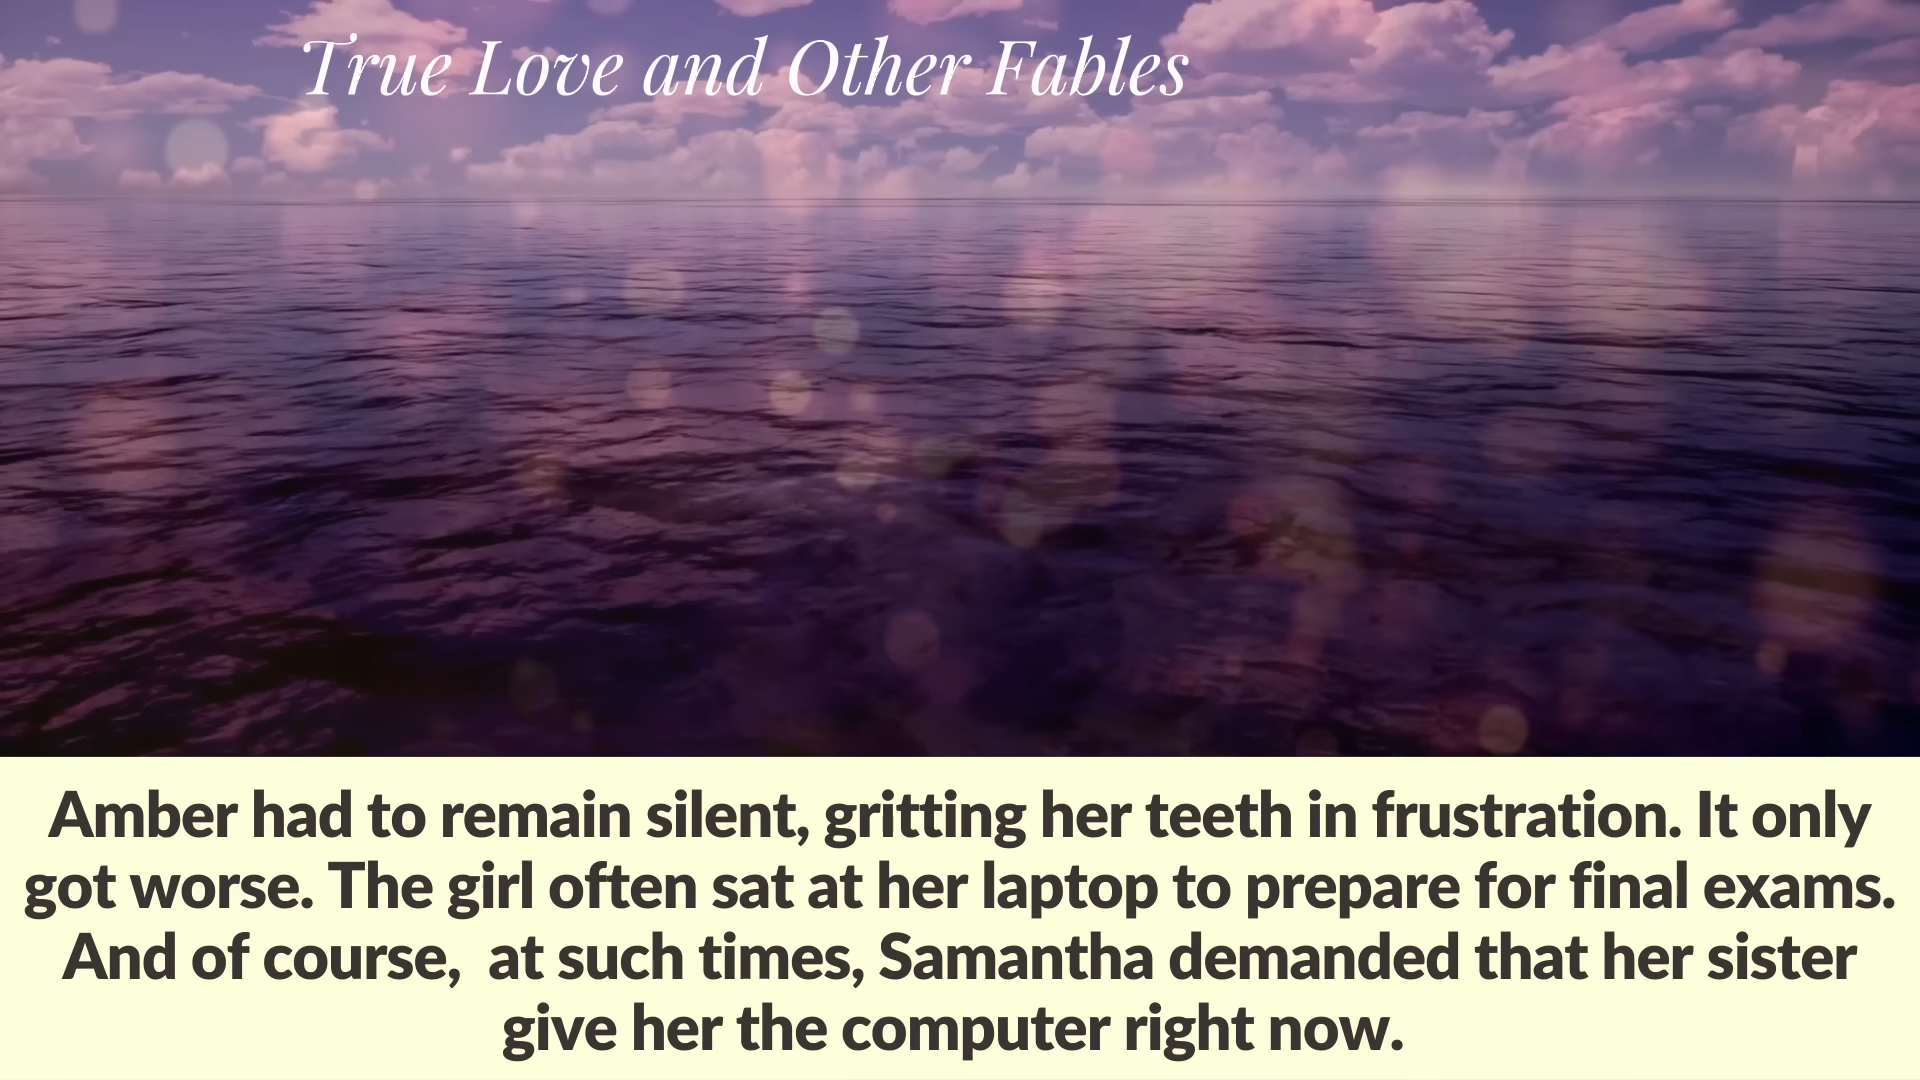 True Love and Other Fables
Amber had to remain silent, gritting her teeth in frustration. It only
got worse. The girl often sat at her laptop to prepare for final exams.
And of course,  at such times, Samantha demanded that her sister
give her the computer right now.